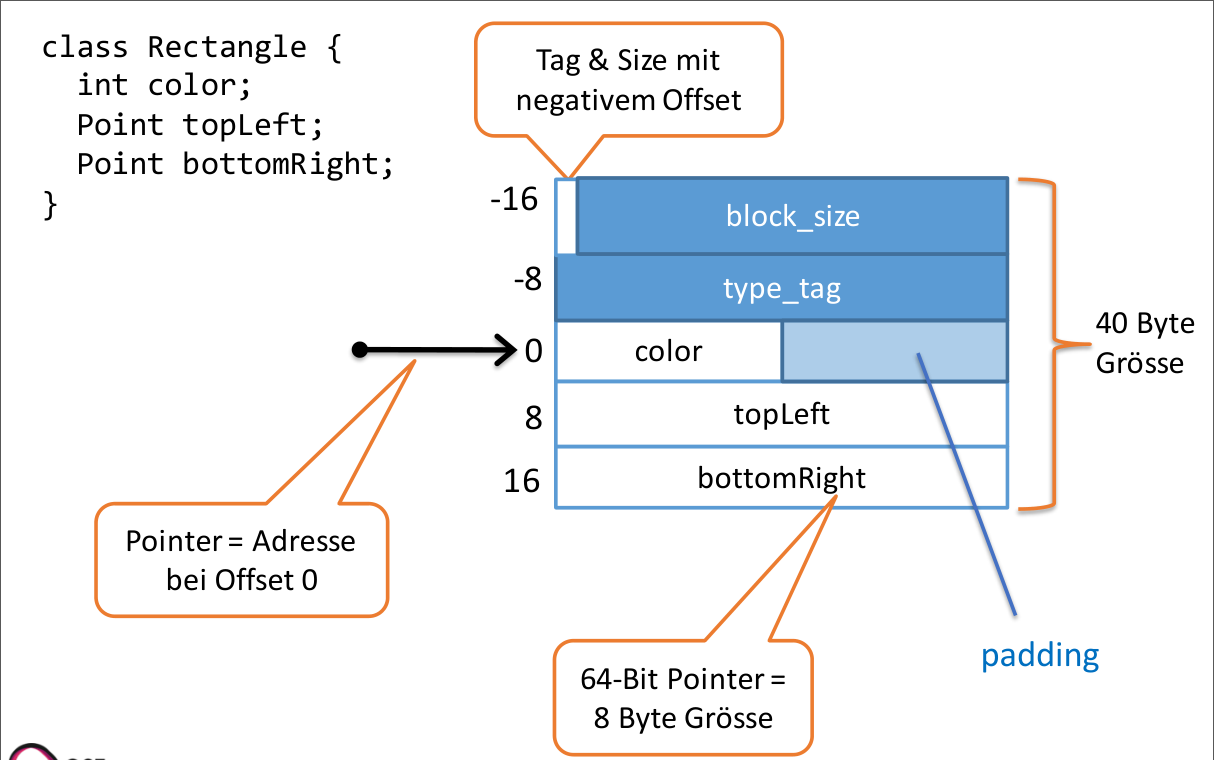 class Rectangle {
int color;
Point topLeft;
Point bottomRight;
}
Tag & Size mit
negativem Offset
-16
block_size
-8
type_tag
0
color
8
topLeft
16
bottomRight
40 Byte
Grösse
Pointer = Adresse
bei Offset 0
64-Bit Pointer =
8 Byte Grösse
padding